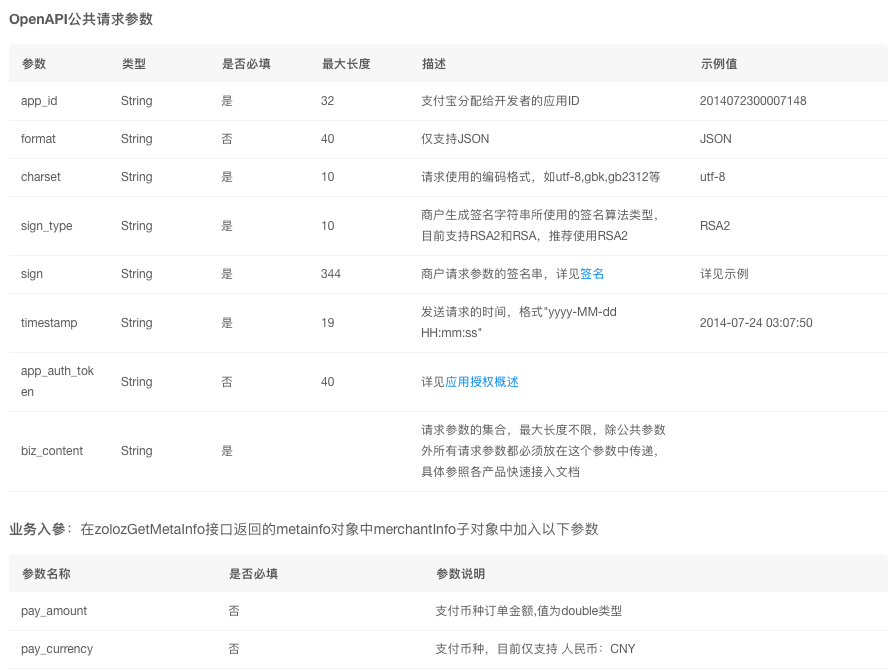 OpenAPI公共请求参数
参数 类型 是否必填 最大长度 描述 示例值
app_id String 是 32 支付宝分配给开发者的应用ID 2014072300007148
format String 否 40 仅支持JSON JSON
charset String 是 10 请求使用的编码格式，如utf-8,gbk,gb2312等 utf-8
sign_type String 是 10 商户生成签名字符串所使用的签名算法类型，
目前支持RSA2和RSA，推荐使用RSA2 RSA2
sign String 是 344 商户请求参数的签名串，详见签名 详见示例
timestamp String 是 19 发送请求的时间，格式"yyyy-MM-dd
HH:mm:ss" 2014-07-24 03:07:50
app_auth_tok
en String 否 40 详见应用授权概述
biz_content String 是 请求参数的集合，最大长度不限，除公共参数
外所有请求参数都必须放在这个参数中传递，
具体参照各产品快速接入文档
业务入参：在zolozGetMetaInfo接口返回的metainfo对象中merchantInfo子对象中加入以下参数
参数名称 是否必填 参数说明
pay_amount 否 支付币种订单金额,值为double类型
pay_currency 否 支付币种，目前仅支持 人民币：CNY